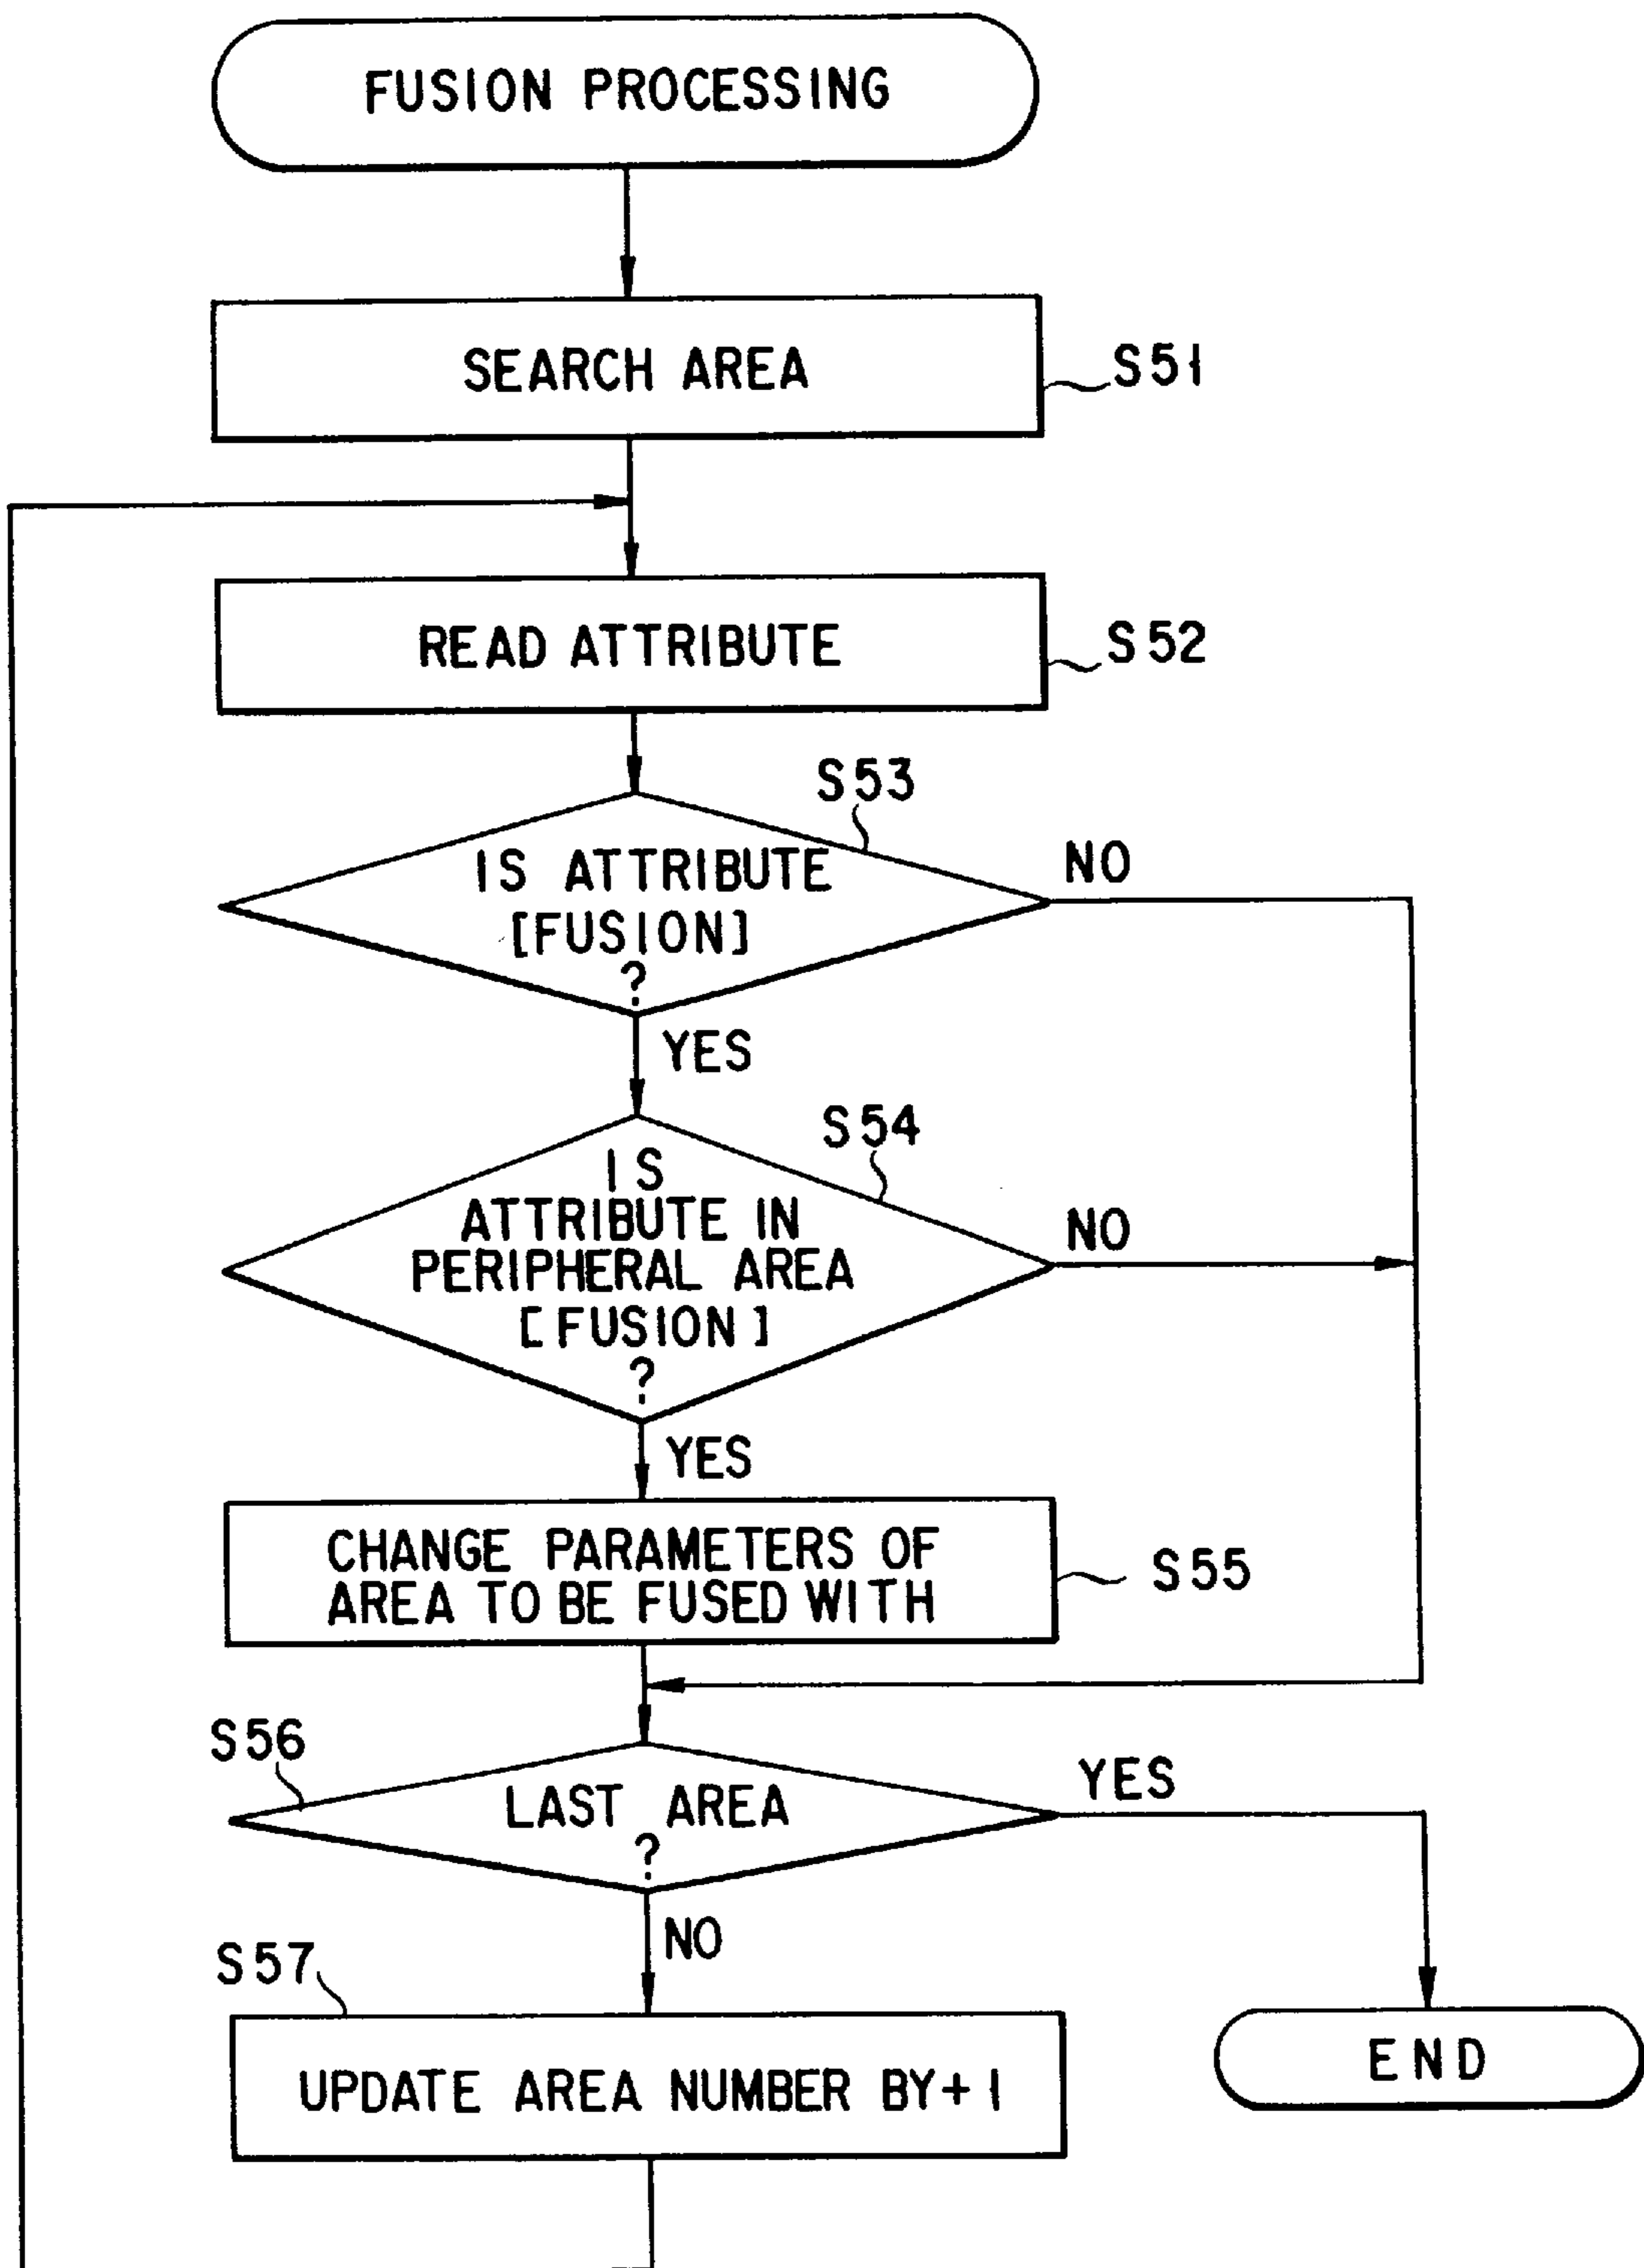 FUSION PROCESSING
SEARCH AREA
S51
READ ATTRIBUTE
S52
S53
IS ATTRIBUTE
[FUSION]
?
NO
YES
S54
IS
ATTRIBUTE IN
PERIPHERAL AREA
[FUSION]
?
NO
YES
CHANGE PARAMETERS OF
AREA TO BE FUSED WITH
S55
S56
LAST AREA
?
YES
NO
S57
UPDATE AREA NUMBER BY+1
END